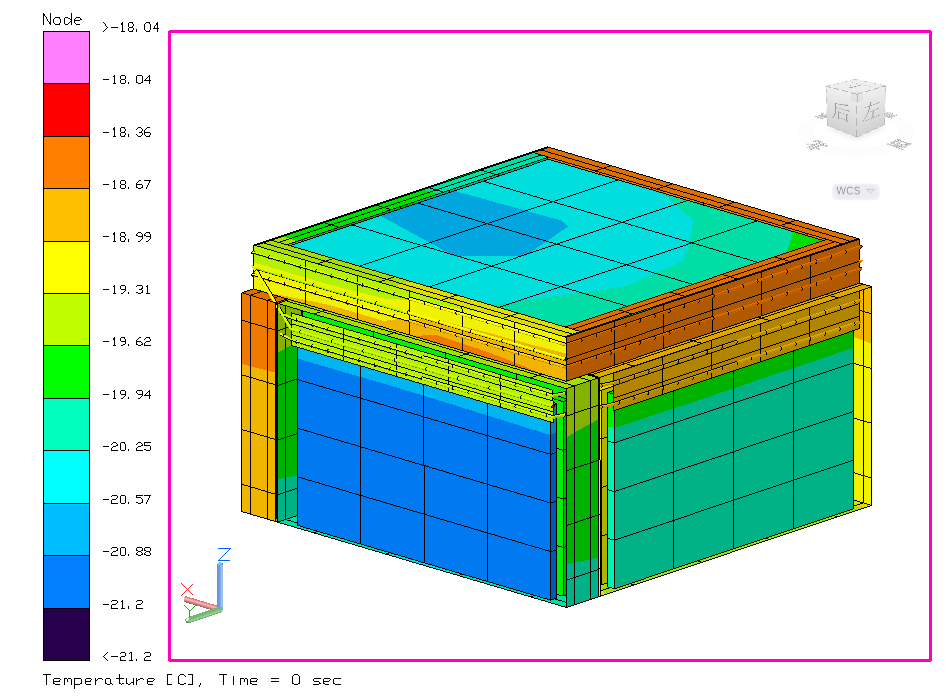 Node
>-18.04
-18.04
-18.36
-18.67
-18.99
-19.31
-19.62
-19.94
-20.25
-20.57
-20.88
-21.2
<-21.2
后 左
WCS
Z
X
Y
Temperature [C], Time = 0 sec